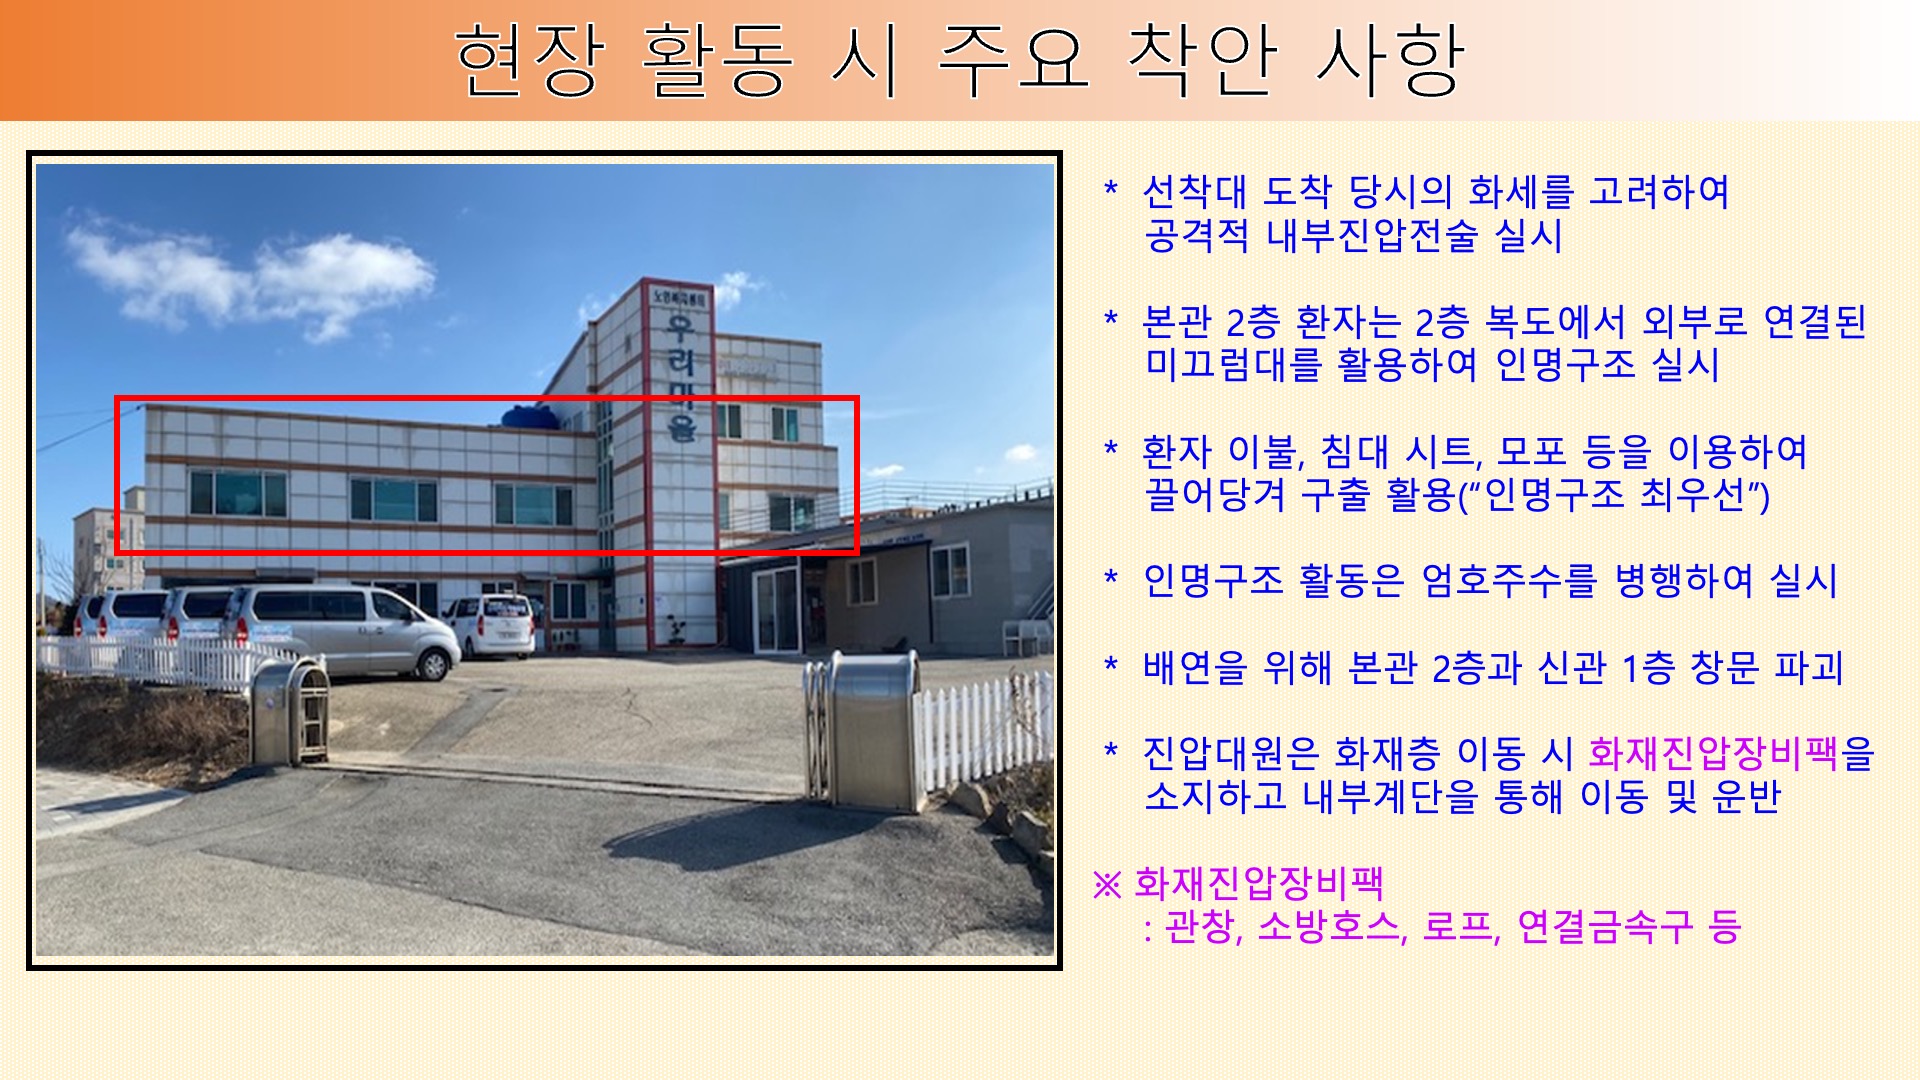 현장 활동 시 주요 착안 사항
우리마을
* 선착대 도착 당시의 화세를 고려하여
공격적 내부진압전술 실시
* 본관 2층 환자는 2층 복도에서 외부로 연결된
미끄럼대를 활용하여 인명구조 실시
* 환자 이불, 침대 시트, 모포 등을 이용하여
끌어당겨 구출 활용(“인명구조 최우선”)
* 인명구조 활동은 엄호주수를 병행하여 실시
* 배연을 위해 본관 2층과 신관 1층 창문 파괴
* 진압대원은 화재층 이동 시 화재진압장비팩을
소지하고 내부계단을 통해 이동 및 운반
※ 화재진압장비팩
: 관창, 소방호스, 로프, 연결금속구 등